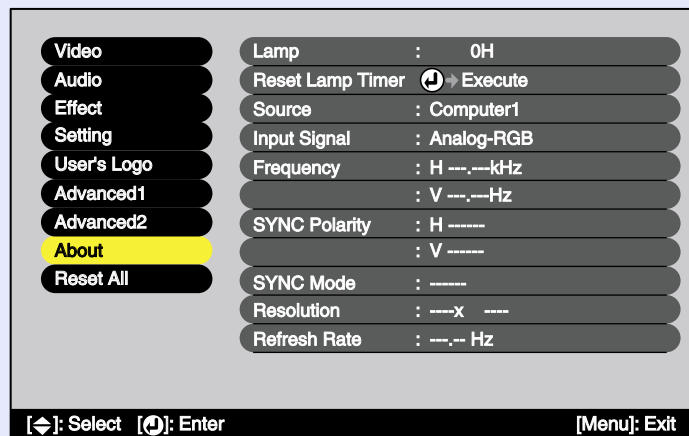 Video
Audio
Effect
Setting
User's Logo
Advanced1
Advanced2
About
Reset All
Lamp : 0H
Reset Lamp Timer Execute
Source : Computer1
Input Signal : Analog-RGB
Frequency : H ---.---kHz
: V ---.---Hz
SYNC Polarity : H ------
: V ------
SYNC Mode : ------
Resolution : ----x ----
Refresh Rate : ---.-- Hz
[ ]: Select [ ]: Enter [Menu]: Exit